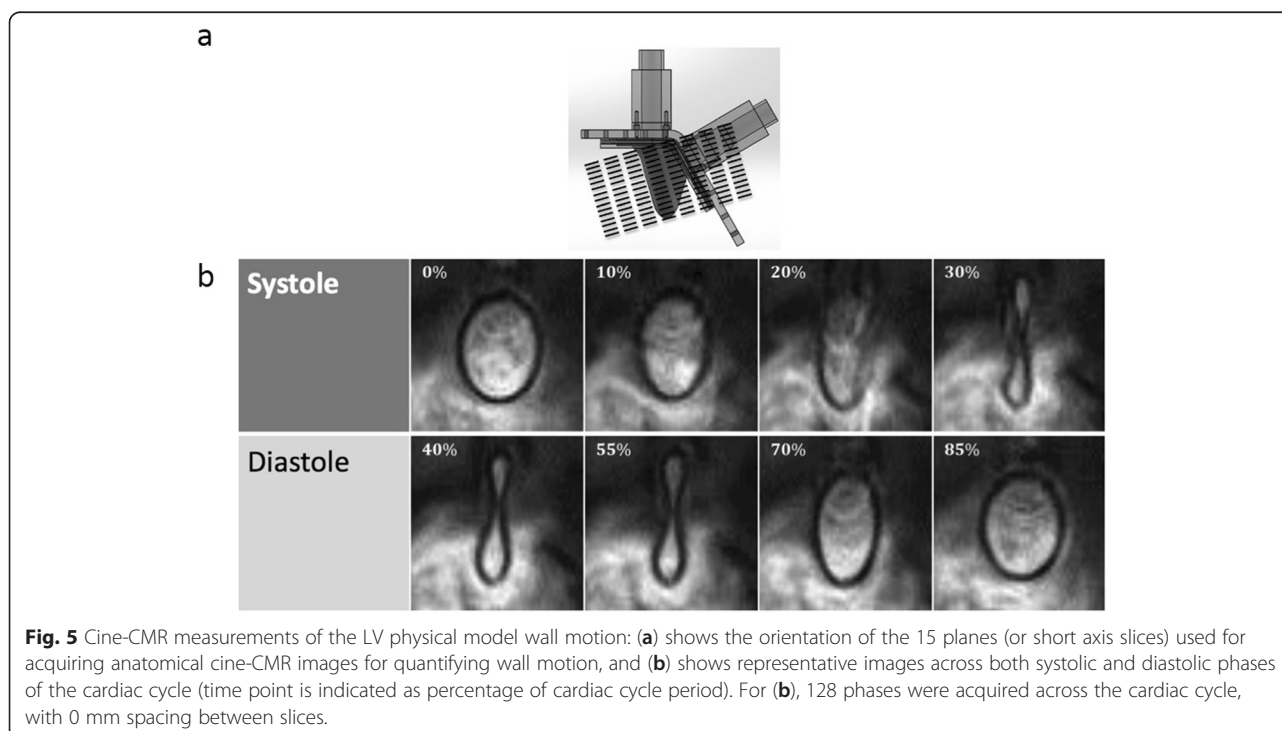 a
b
Systole
0%
10%
20%
30%
Diastole
40%
55%
70%
85%
Fig. 5 Cine-CMR measurements of the LV physical model wall motion: (a) shows the orientation of the 15 planes (or short axis slices) used for
acquiring anatomical cine-CMR images for quantifying wall motion, and (b) shows representative images across both systolic and diastolic phases
of the cardiac cycle (time point is indicated as percentage of cardiac cycle period). For (b), 128 phases were acquired across the cardiac cycle,
with 0 mm spacing between slices.